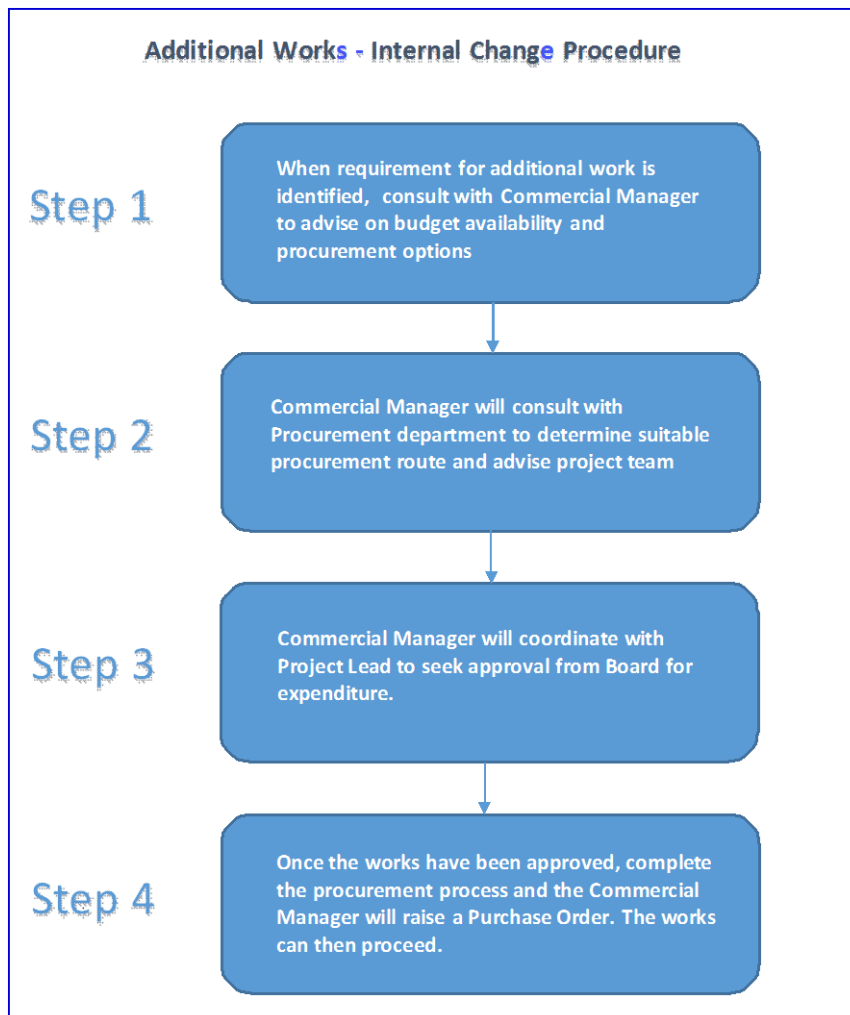 Additional Works - Internal Change Procedure
Step 1
When requirement for additional work is
identified, consult with Commercial Manager
to advise on budget availability and
procurement options
Step 2
Commercial Manager will consult with
Procurement department to determine suitable
procurement route and advise project team
Step 3
Commercial Manager will coordinate with
Project Lead to seek approval from Board for
expenditure.
Step 4
Once the works have been approved, complete
the procurement process and the Commercial
Manager will raise a Purchase Order. The works
can then proceed.